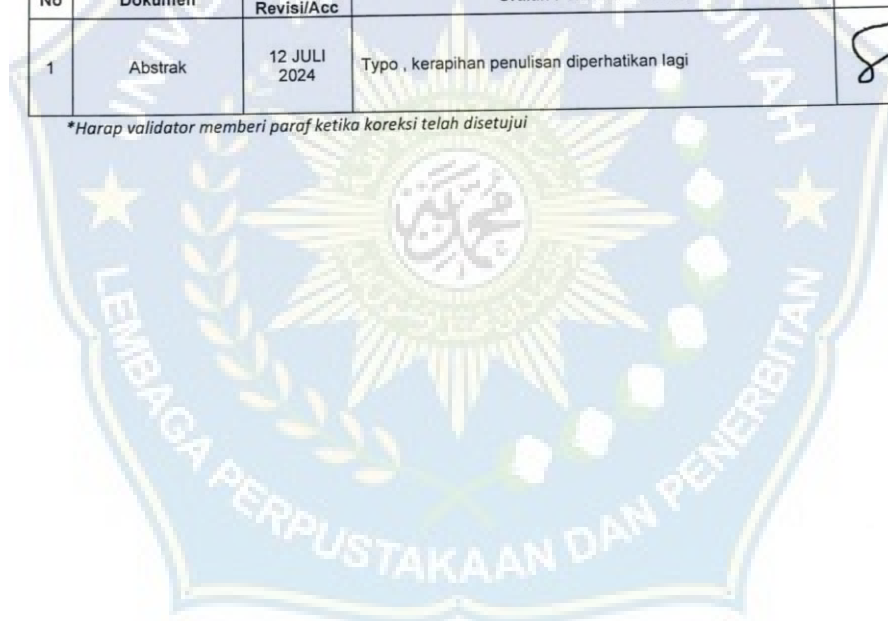 No Dokumen Revisi/Acc
1 Abstrak 12 JULI 2024 Typo , kerapihan penulisan diperhatikan lagi
*Harap validator memberi paraf ketika koreksi telah disetujui
LEMBAGA PERPUSTAKAAN DAN PENERBITAN